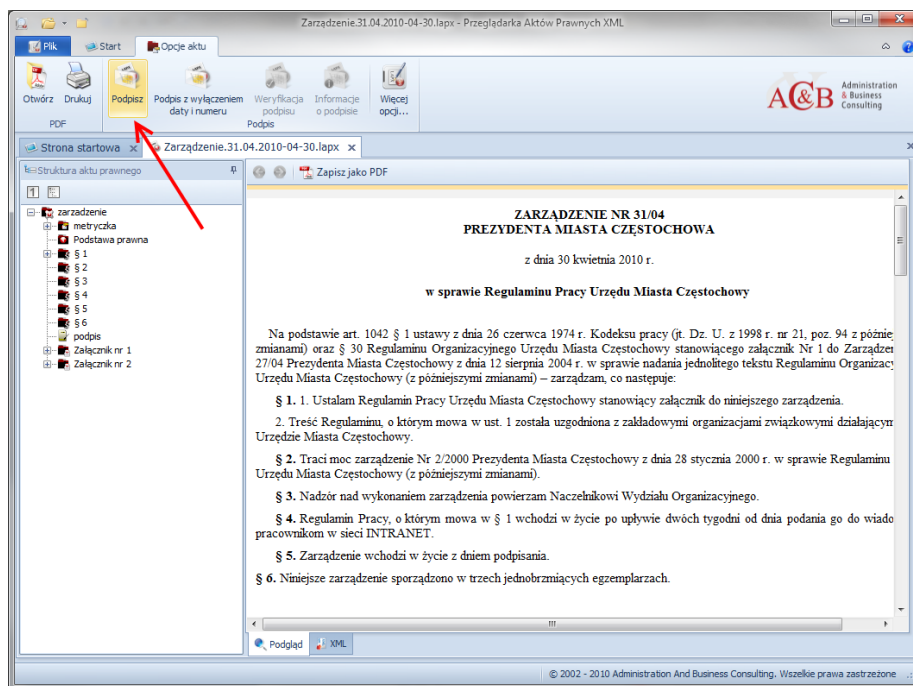 Zarządzenie.31.04.2010-04-30.lapx - Przeglądarka Aktów Prawnych XML
Plik Start Opcje aktu
Otwórz Drukuj Podpisz Podpis z wyłączeniem daty i numeru Weryfikacja podpisu Informacje o podpisie Więcej opcji...
PDF Podpis
AC&B Administration & Business Consulting
Strona startowa x Zarządzenie.31.04.2010-04-30.lapx x
Struktura aktu prawnego
Zapisz jako PDF
zarzadzenie
metryczka
Podstawa prawna
§ 1
§ 2
§ 3
§ 4
§ 5
§ 6
podpis
Załącznik nr 1
Załącznik nr 2
ZARZĄDZENIE NR 31/04
PREZYDENTA MIASTA CZĘSTOCHOWA
z dnia 30 kwietnia 2010 r.
w sprawie Regulaminu Pracy Urzędu Miasta Częstochowy
Na podstawie art. 1042 § 1 ustawy z dnia 26 czerwca 1974 r. Kodeksu pracy (jt. Dz. U. z 1998 r. nr 21, poz. 94 z późnie
zmianami) oraz § 30 Regulaminu Organizacyjnego Urzędu Miasta Częstochowy stanowiącego załącznik Nr 1 do Zarządzer
27/04 Prezydenta Miasta Częstochowy z dnia 12 sierpnia 2004 r. w sprawie nadania jednolitego tekstu Regulaminu Organizacy
Urzędu Miasta Częstochowy (z późniejszymi zmianami) – zarządzam, co następuje:
§ 1. 1. Ustalam Regulamin Pracy Urzędu Miasta Częstochowy stanowiący załącznik do niniejszego zarządzenia.
2. Treść Regulaminu, o którym mowa w ust. 1 została uzgodniona z zakładowymi organizacjami związkowymi działającym
Urzędzie Miasta Częstochowy.
§ 2. Traci moc zarządzenie Nr 2/2000 Prezydenta Miasta Częstochowy z dnia 28 stycznia 2000 r. w sprawie Regulaminu
Urzędu Miasta Częstochowy (z późniejszymi zmianami).
§ 3. Nadzór nad wykonaniem zarządzenia powierzam Naczelnikowi Wydziału Organizacyjnego.
§ 4. Regulamin Pracy, o którym mowa w § 1 wchodzi w życie po upływie dwóch tygodni od dnia podania go do wiado
pracownikom w sieci INTRANET.
§ 5. Zarządzenie wchodzi w życie z dniem podpisania.
§ 6. Niniejsze zarządzenie sporządzono w trzech jednobrzmiących egzemplarzach.
Podgląd XML
© 2002 - 2010 Administration And Business Consulting. Wszelkie prawa zastrzeżone